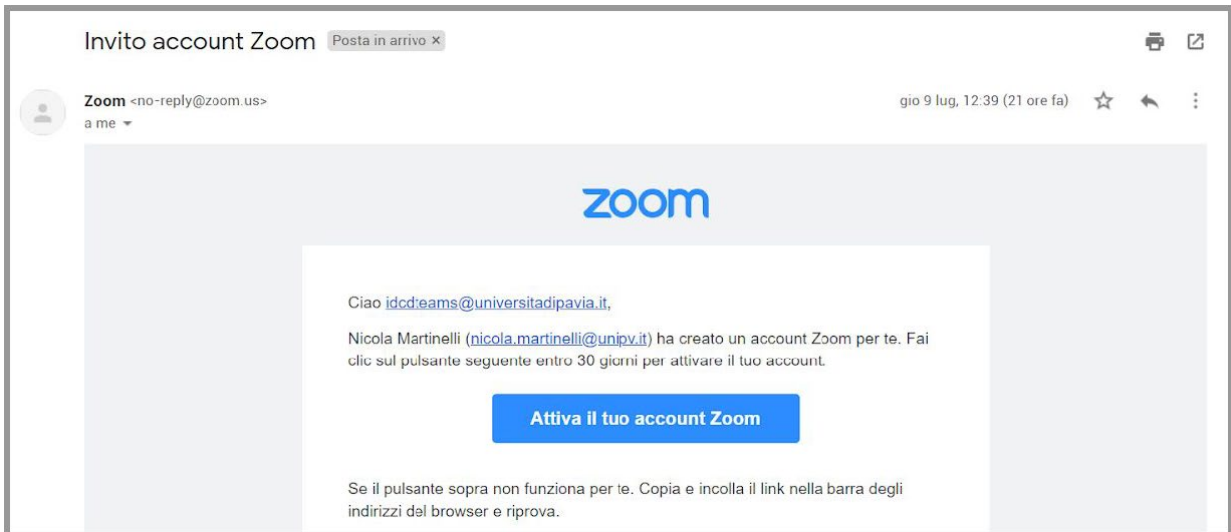 Invito account Zoom Posta in arrivo ×
Zoom <no-reply@zoom.us> gio 9 lug, 12:39 (21 ore fa)
a me
zoom
Ciao idcdteams@universitadipavia.it,
Nicola Martinelli (nicola.martinelli@unipv.it) ha creato un account Zoom per te. Fai
clic sul pulsante seguente entro 30 giorni per attivare il tuo account.
Attiva il tuo account Zoom
Se il pulsante sopra non funziona per te. Copia e incolla il link nella barra degli
indirizzi del browser e riprova.